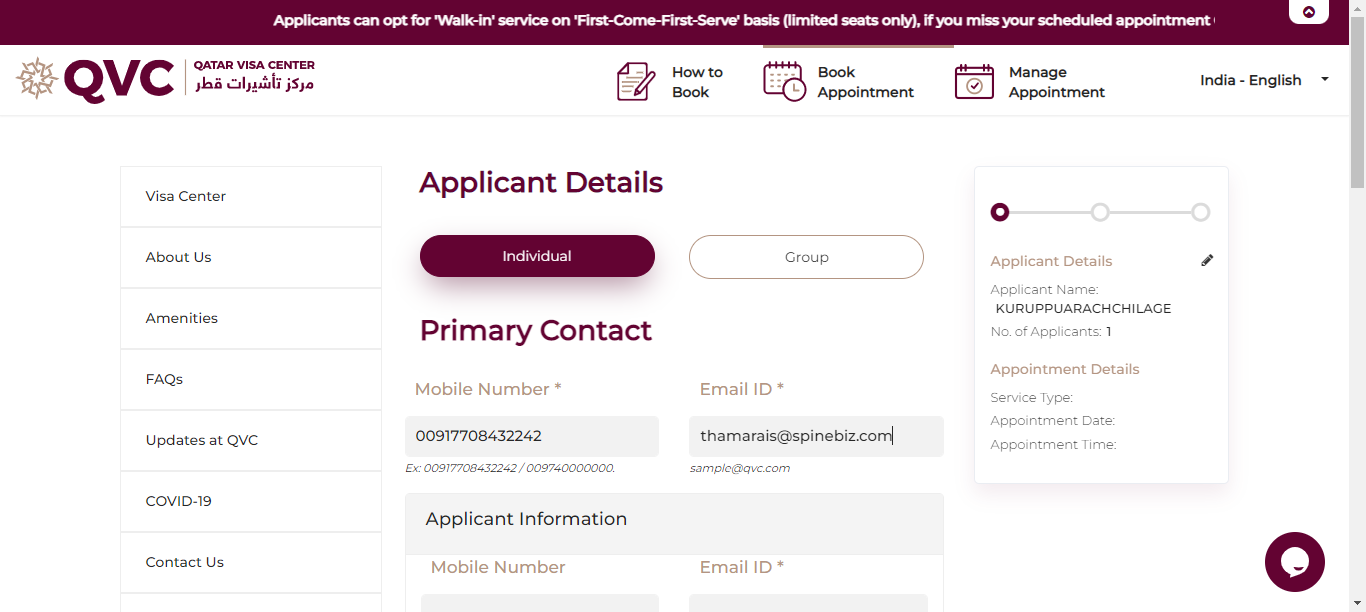 Applicants can opt for 'Walk-in' service on 'First-Come-First-Serve' basis (limited seats only), if you miss your scheduled appointment
QVC
QATAR VISA CENTER
مركز تأشيرات قطر
How to
Book
Book
Appointment
Manage
Appointment
India - English
Visa Center
About Us
Amenities
FAQs
Updates at QVC
COVID-19
Contact Us
Applicant Details
Individual
Group
Primary Contact
Mobile Number *
Email ID *
00917708432242
thamarais@spinebiz.com
Ex: 00917708432242 / 009740000000.
sample@qvc.com
Applicant Information
Mobile Number
Email ID *
Applicant Details
Applicant Name:
KURUPPUARACHCHILAGE
No. of Applicants: 1
Appointment Details
Service Type:
Appointment Date:
Appointment Time: